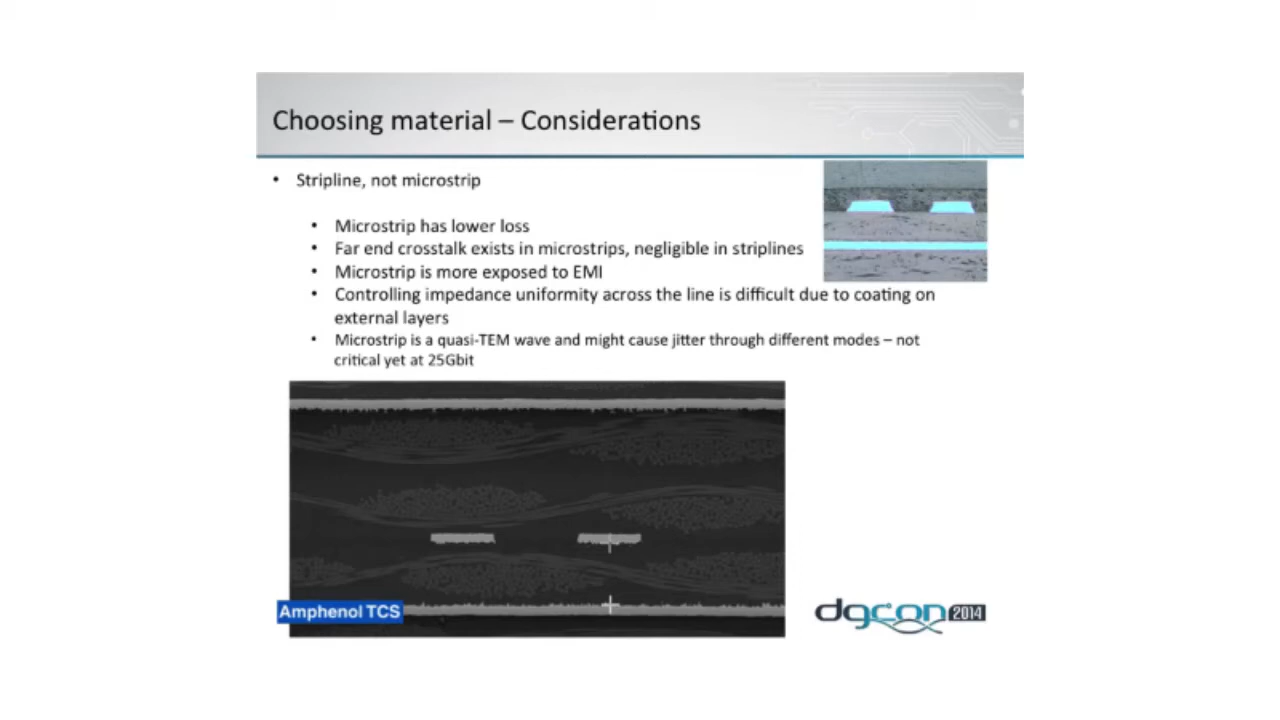 Choosing material – Considerations
• Stripline, not microstrip
• Microstrip has lower loss
• Far end crosstalk exists in microstrips, negligible in striplines
• Microstrip is more exposed to EMI
• Controlling impedance uniformity across the line is difficult due to coating on
external layers
• Microstrip is a quasi-TEM wave and might cause jitter through different modes – not
critical yet at 25Gbit
Amphenol TCS
dgcon 2014